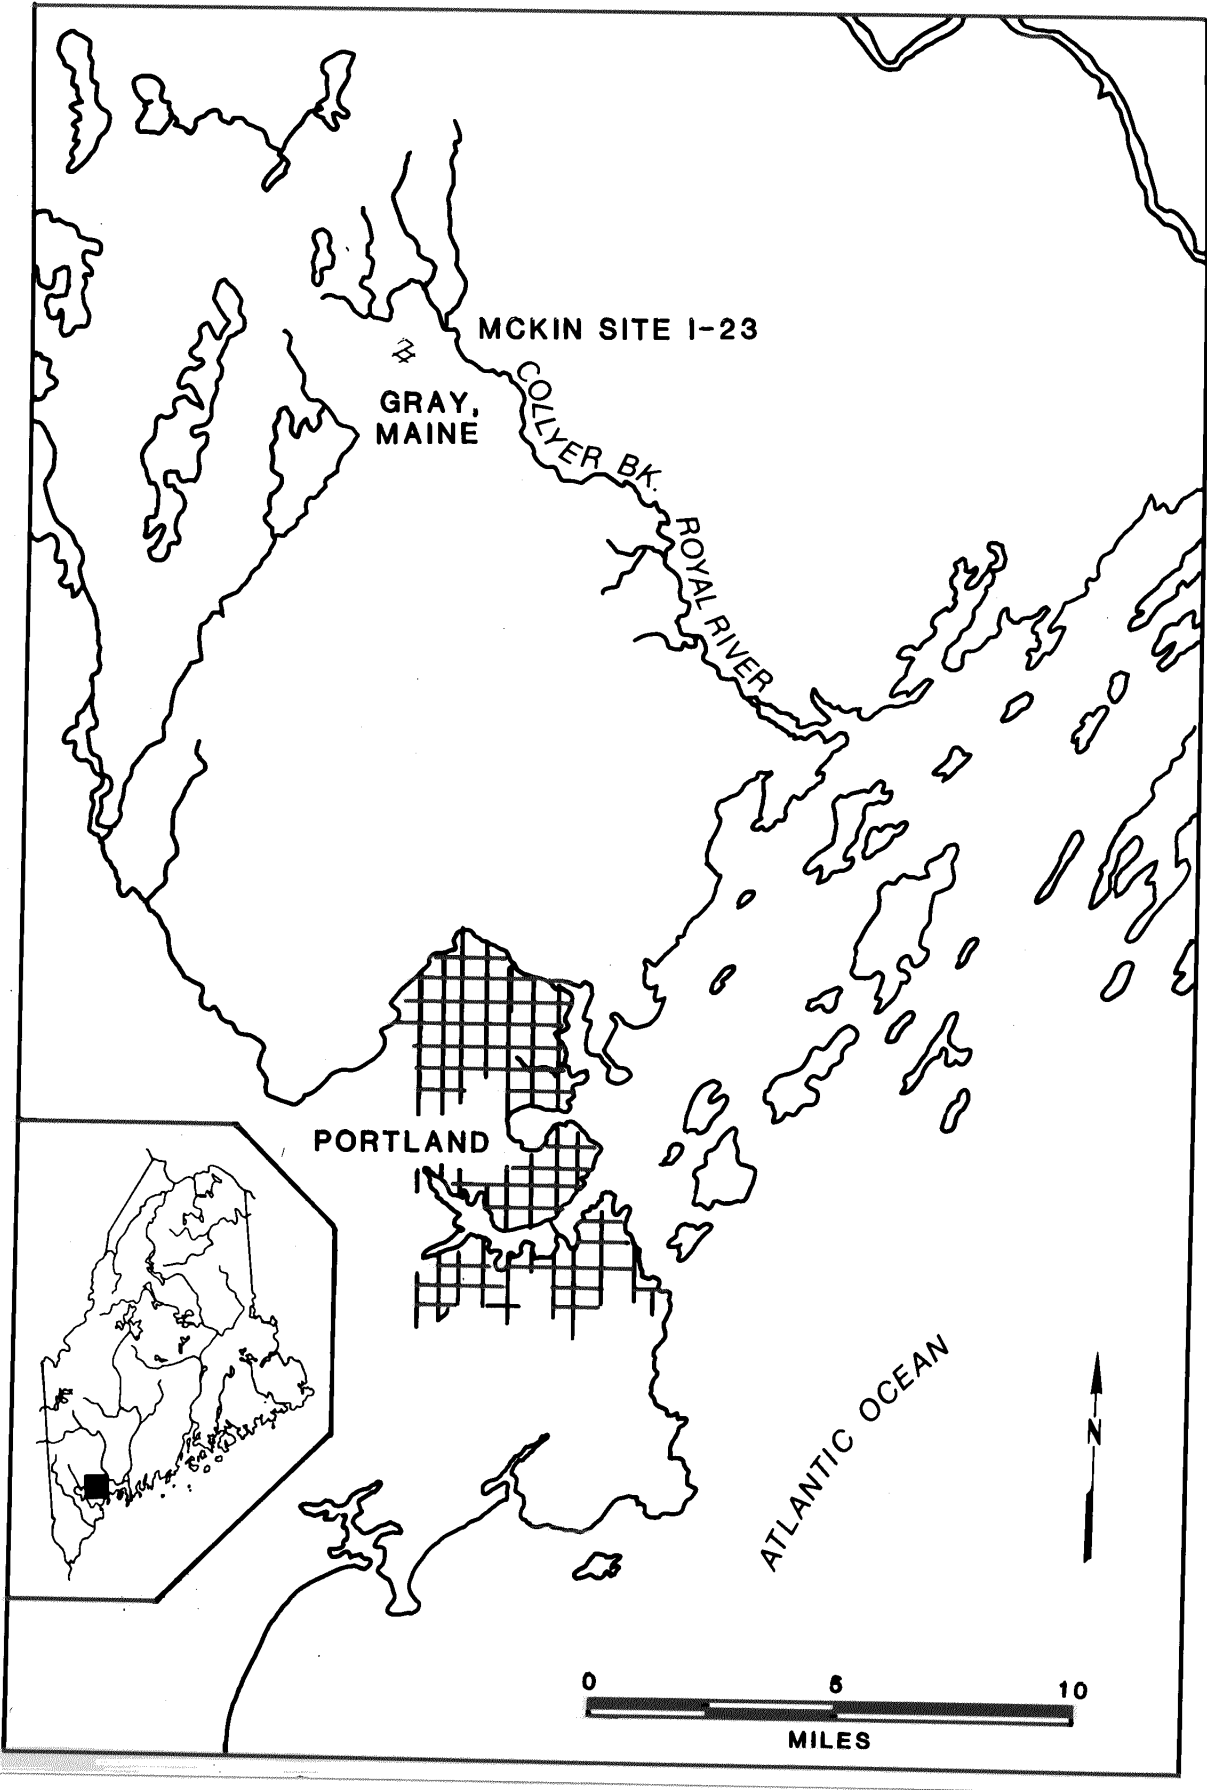 MCKIN SITE I-23
GRAY,
MAINE
COLLYER BK.
ROYAL RIVER
PORTLAND
ATLANTIC OCEAN
N
0 5 10
MILES